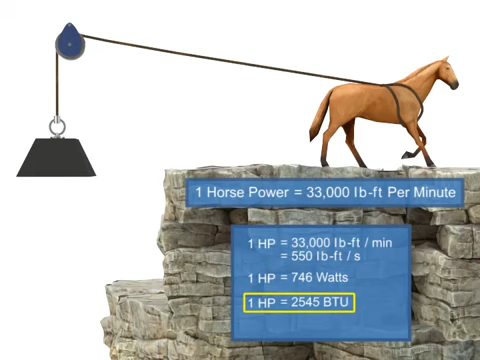 1 Horse Power = 33,000 lb-ft Per Minute
1 HP = 33,000 lb-ft / min
= 550 lb-ft / s
1 HP = 746 Watts
1 HP = 2545 BTU